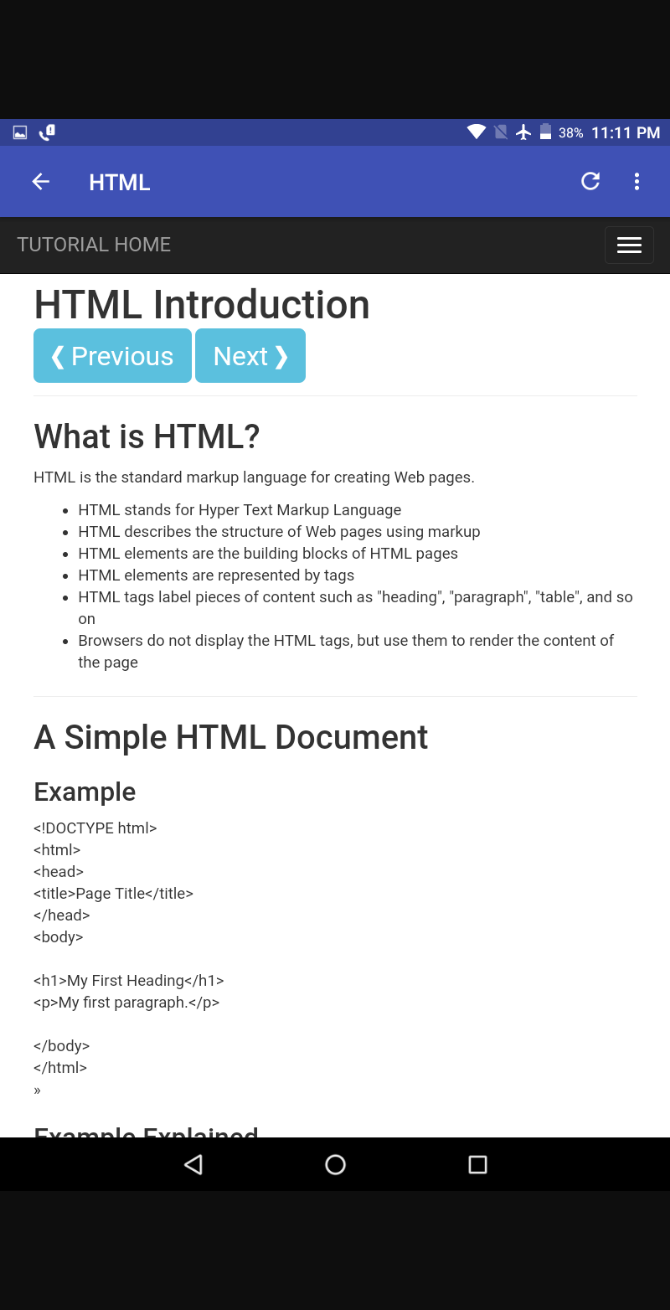 38% 11:11 PM
HTML
TUTORIAL HOME
HTML Introduction
❮ Previous Next ❯
What is HTML?
HTML is the standard markup language for creating Web pages.
• HTML stands for Hyper Text Markup Language
• HTML describes the structure of Web pages using markup
• HTML elements are the building blocks of HTML pages
• HTML elements are represented by tags
• HTML tags label pieces of content such as "heading", "paragraph", "table", and so
on
• Browsers do not display the HTML tags, but use them to render the content of
the page
A Simple HTML Document
Example
<!DOCTYPE html>
<html>
<head>
<title>Page Title</title>
</head>
<body>
<h1>My First Heading</h1>
<p>My first paragraph.</p>
</body>
</html>
»
Example Explained